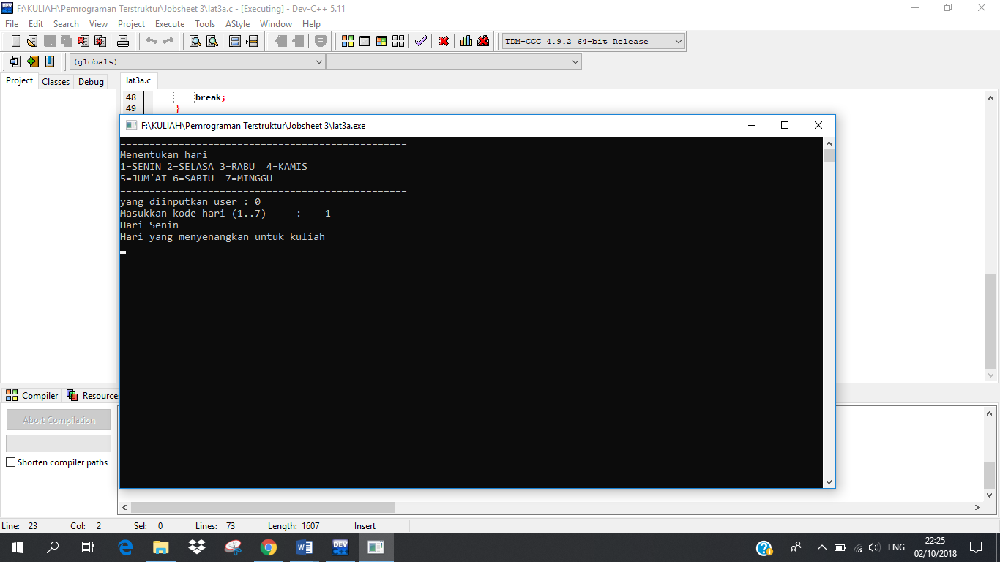 F:\KULIAH\Pemrograman Terstruktur\Jobsheet 3\lat3a.c - [Executing] - Dev-C++ 5.11
File Edit Search View Project Execute Tools AStyle Window Help
TDM-GCC 4.9.2 64-bit Release
(globals)
Project Classes Debug lat3a.c
48 break;
49 }
F:\KULIAH\Pemrograman Terstruktur\Jobsheet 3\lat3a.exe
=================================================
Menentukan hari
1=SENIN 2=SELASA 3=RABU  4=KAMIS
5=JUM'AT 6=SABTU  7=MINGGU
=================================================
yang diinputkan user : 0
Masukkan kode hari (1..7)     :    1
Hari Senin
Hari yang menyenangkan untuk kuliah
Compiler Resources
Abort Compilation
Shorten compiler paths
Line: 23 Col: 2 Sel: 0 Lines: 73 Length: 1607 Insert
DEV
ENG
22:25
02/10/2018